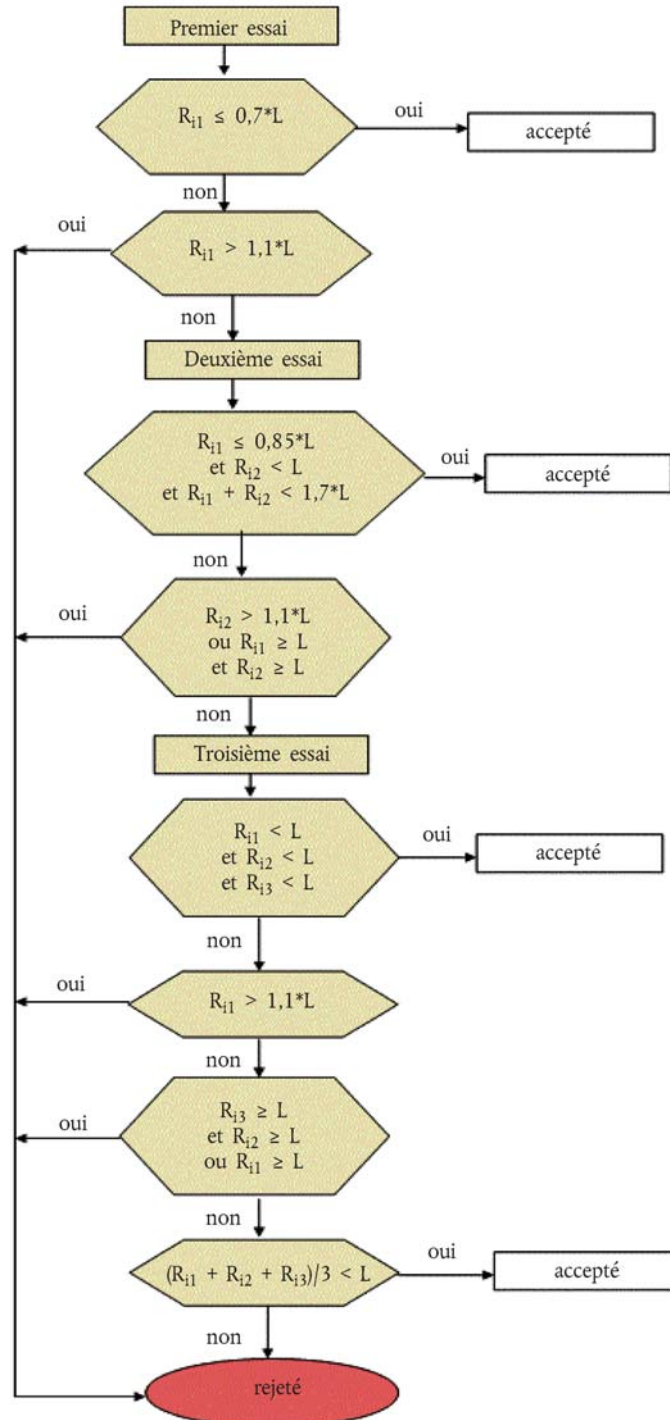 Premier essai
R_i1 ≤ 0,7*L
oui
accepté
non
oui
R_i1 > 1,1*L
non
Deuxième essai
R_i1 ≤ 0,85*L
et R_i2 < L
et R_i1 + R_i2 < 1,7*L
oui
accepté
non
oui
R_i2 > 1,1*L
ou R_i1 ≥ L
et R_i2 ≥ L
non
Troisième essai
R_i1 < L
et R_i2 < L
et R_i3 < L
oui
accepté
non
oui
R_i1 > 1,1*L
non
oui
R_i3 ≥ L
et R_i2 ≥ L
ou R_i1 ≥ L
non
(R_i1 + R_i2 + R_i3)/3 < L
oui
accepté
non
rejeté